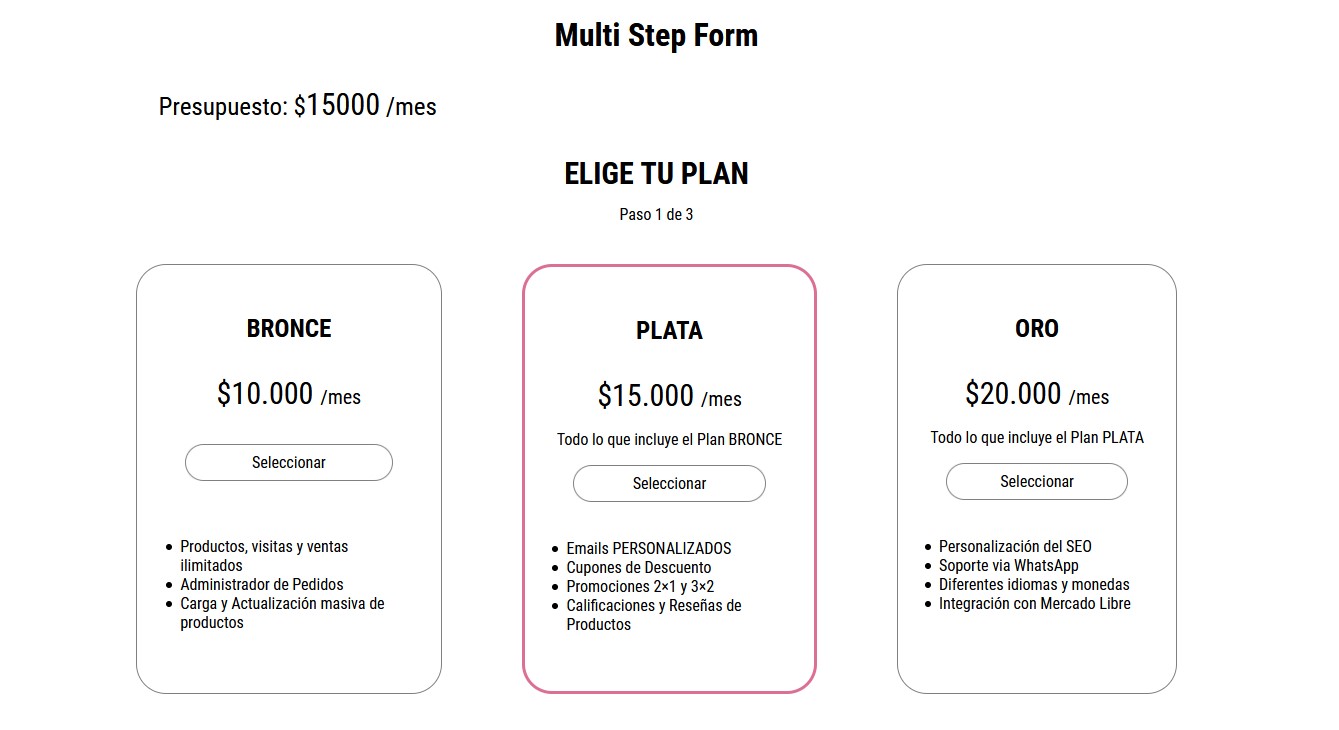 Multi Step Form
Presupuesto: $15000 /mes
ELIGE TU PLAN
Paso 1 de 3
BRONCE
$10.000 /mes
Seleccionar
Productos, visitas y ventas
ilimitados
Administrador de Pedidos
Carga y Actualización masiva de
productos
PLATA
$15.000 /mes
Todo lo que incluye el Plan BRONCE
Seleccionar
Emails PERSONALIZADOS
Cupones de Descuento
Promociones 2×1 y 3×2
Calificaciones y Reseñas de
Productos
ORO
$20.000 /mes
Todo lo que incluye el Plan PLATA
Seleccionar
Personalización del SEO
Soporte via WhatsApp
Diferentes idiomas y monedas
Integración con Mercado Libre